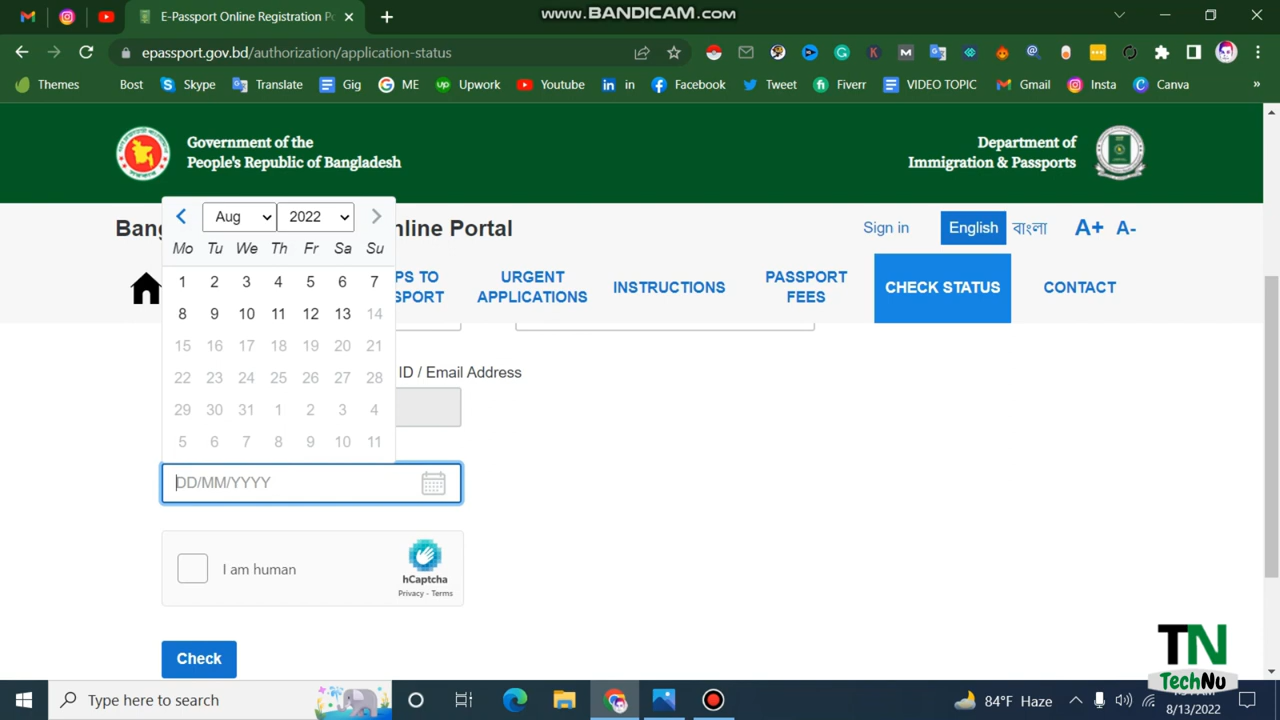 www.BANDICAM.com
E-Passport Online Registration Po
epassport.gov.bd/authorization/application-status
Themes Bost Skype Translate Gig ME Upwork Youtube in Facebook Tweet Fiverr VIDEO TOPIC Gmail Insta Canva »
Government of the
People's Republic of Bangladesh
Department of
Immigration & Passports
Aug 2022
Mo Tu We Th Fr Sa Su
1 2 3 4 5 6 7
8 9 10 11 12 13 14
15 16 17 18 19 20 21
22 23 24 25 26 27 28
29 30 31 1 2 3 4
5 6 7 8 9 10 11
Bang
nline Portal
Sign in English বাংলা A+ A-
PS TO
SPORT
URGENT
APPLICATIONS
INSTRUCTIONS
PASSPORT
FEES
CHECK STATUS
CONTACT
ID / Email Address
DD/MM/YYYY
I am human
hCaptcha
Privacy - Terms
Check
TN
TechNu
Type here to search
84°F Haze
8/13/2022